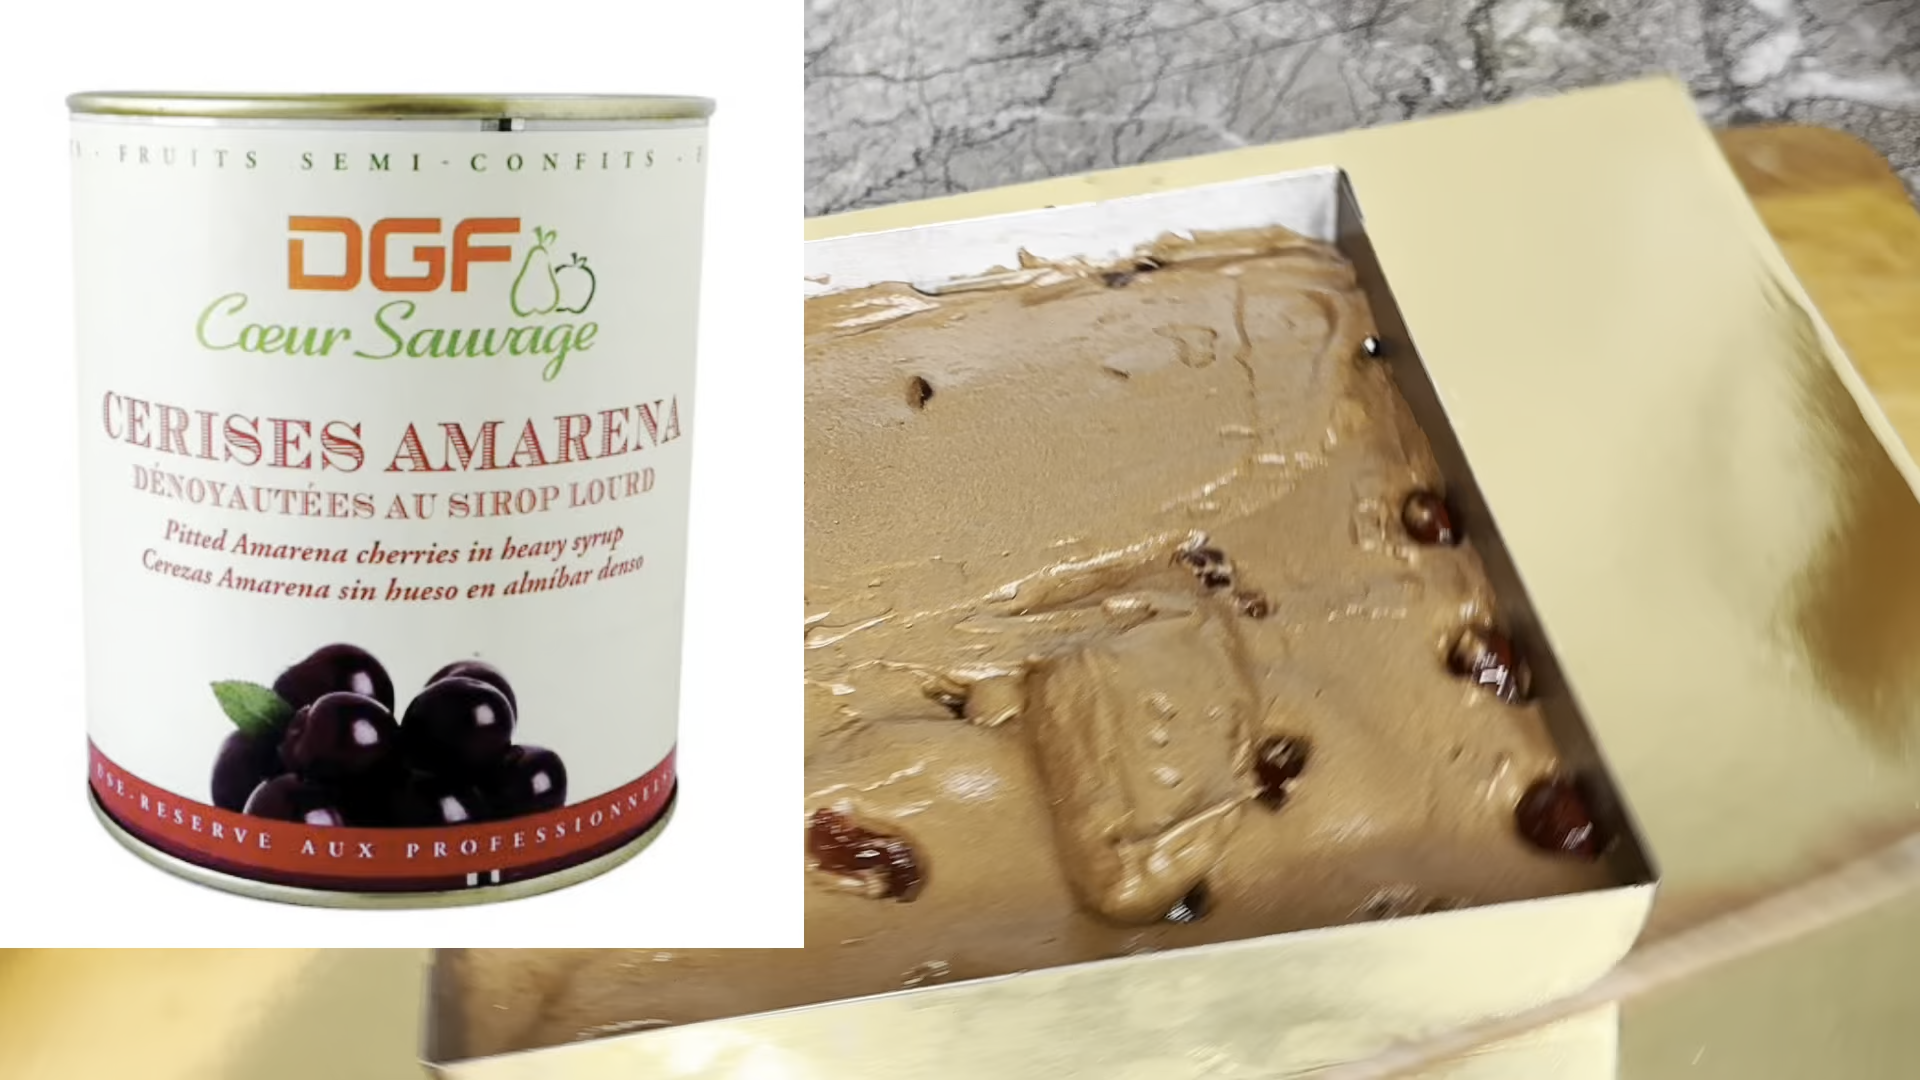 FRUITS SEMI-CONFITS
DGF
Cœur Sauvage
CERISES AMARENA
DÉNOYAUTÉES AU SIROP LOURD
Pitted Amarena cherries in heavy syrup
Cerezas Amarena sin hueso en almíbar denso
RESERVE AUX PROFESSIONNELS